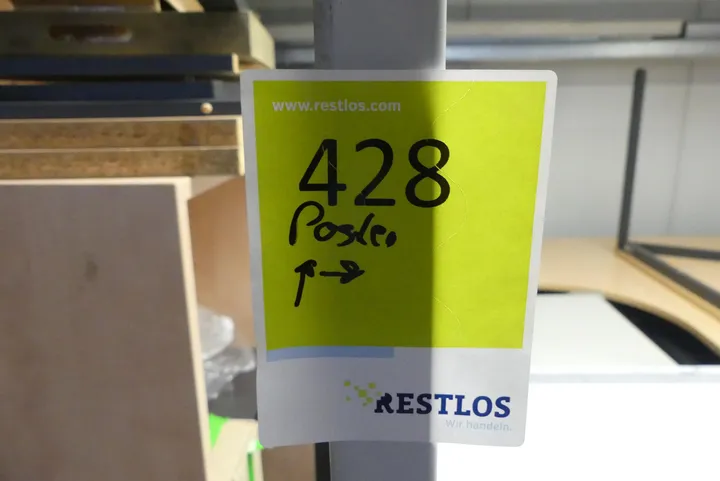 www.restlos.com
428
Posten
↑→
RESTLOS
Wir handeln.